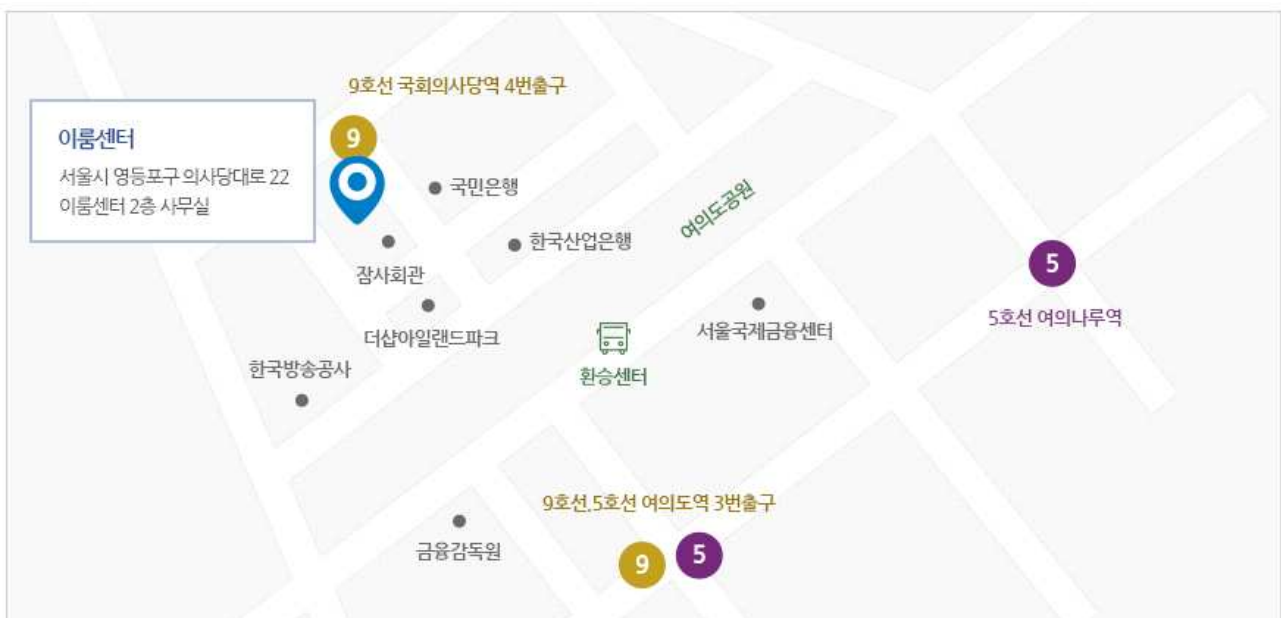 9호선 국회의사당역 4번출구
이룸센터
서울시 영등포구 의사당대로 22
이룸센터 2층 사무실
9
국민은행
한국산업은행
여의도공원
잠사회관
더샵아일랜드파크
한국방송공사
환승센터
서울국제금융센터
5
5호선 여의나루역
9호선,5호선 여의도역 3번출구
금융감독원
9
5